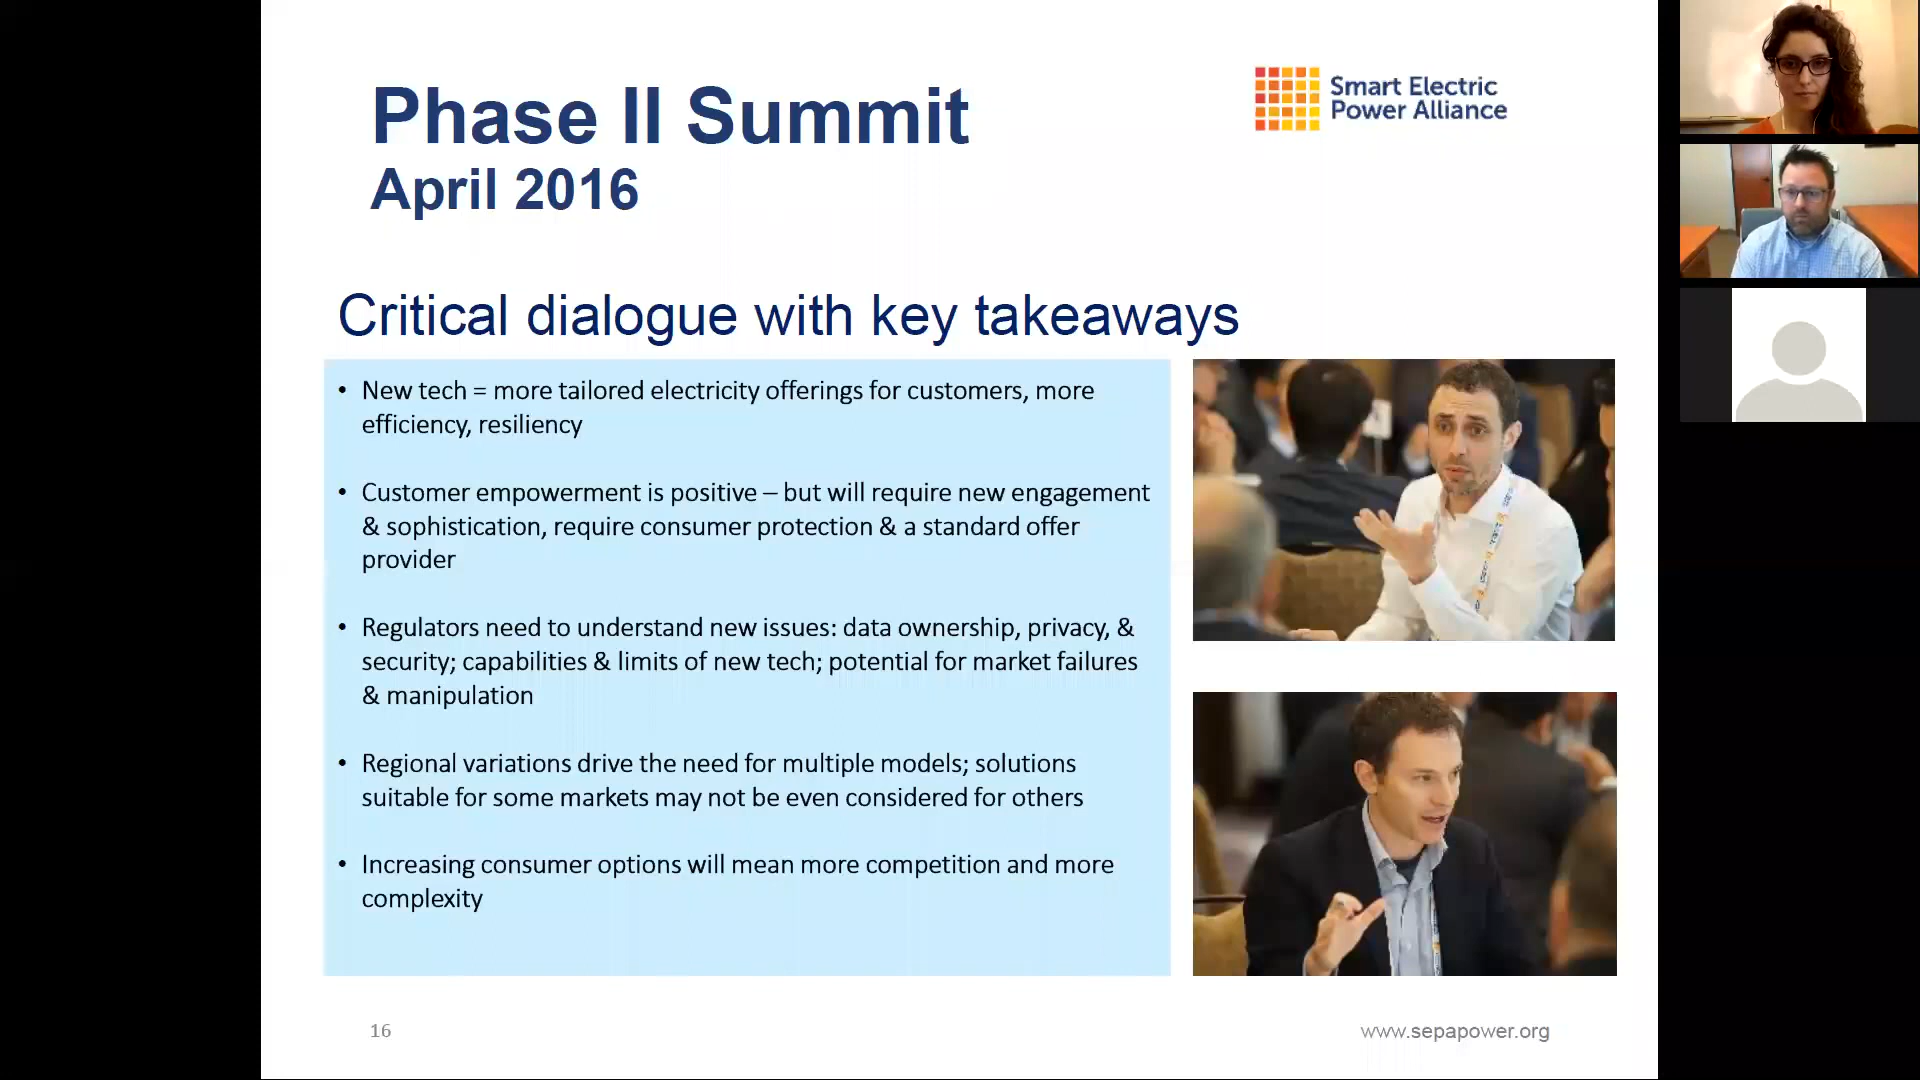 Phase II Summit
April 2016
Smart Electric
Power Alliance
Critical dialogue with key takeaways
• New tech = more tailored electricity offerings for customers, more
efficiency, resiliency
• Customer empowerment is positive – but will require new engagement
& sophistication, require consumer protection & a standard offer
provider
• Regulators need to understand new issues: data ownership, privacy, &
security; capabilities & limits of new tech; potential for market failures
& manipulation
• Regional variations drive the need for multiple models; solutions
suitable for some markets may not be even considered for others
• Increasing consumer options will mean more competition and more
complexity
16
www.sepapower.org